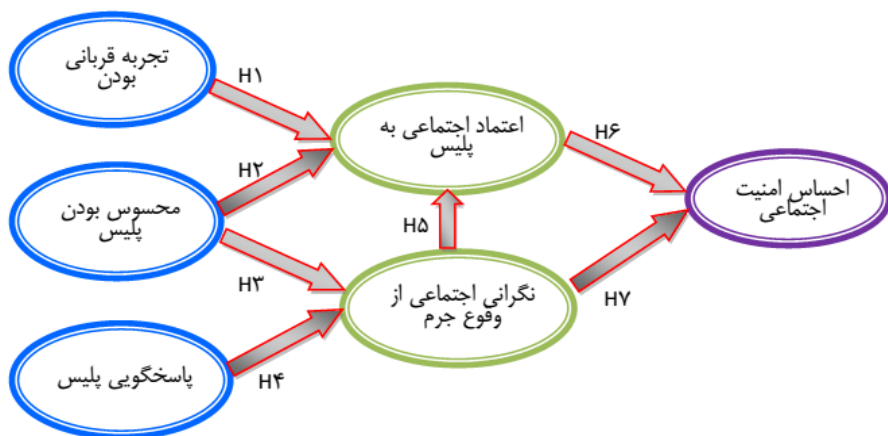 تجربه قربانی
بودن
H۱
اعتماد اجتماعی به
پلیس
H۶
H۲
احساس امنیت
اجتماعی
محسوس بودن
پلیس
H۵
H۳
نگرانی اجتماعی از
وقوع جرم
H۷
پاسخگویی پلیس
H۴